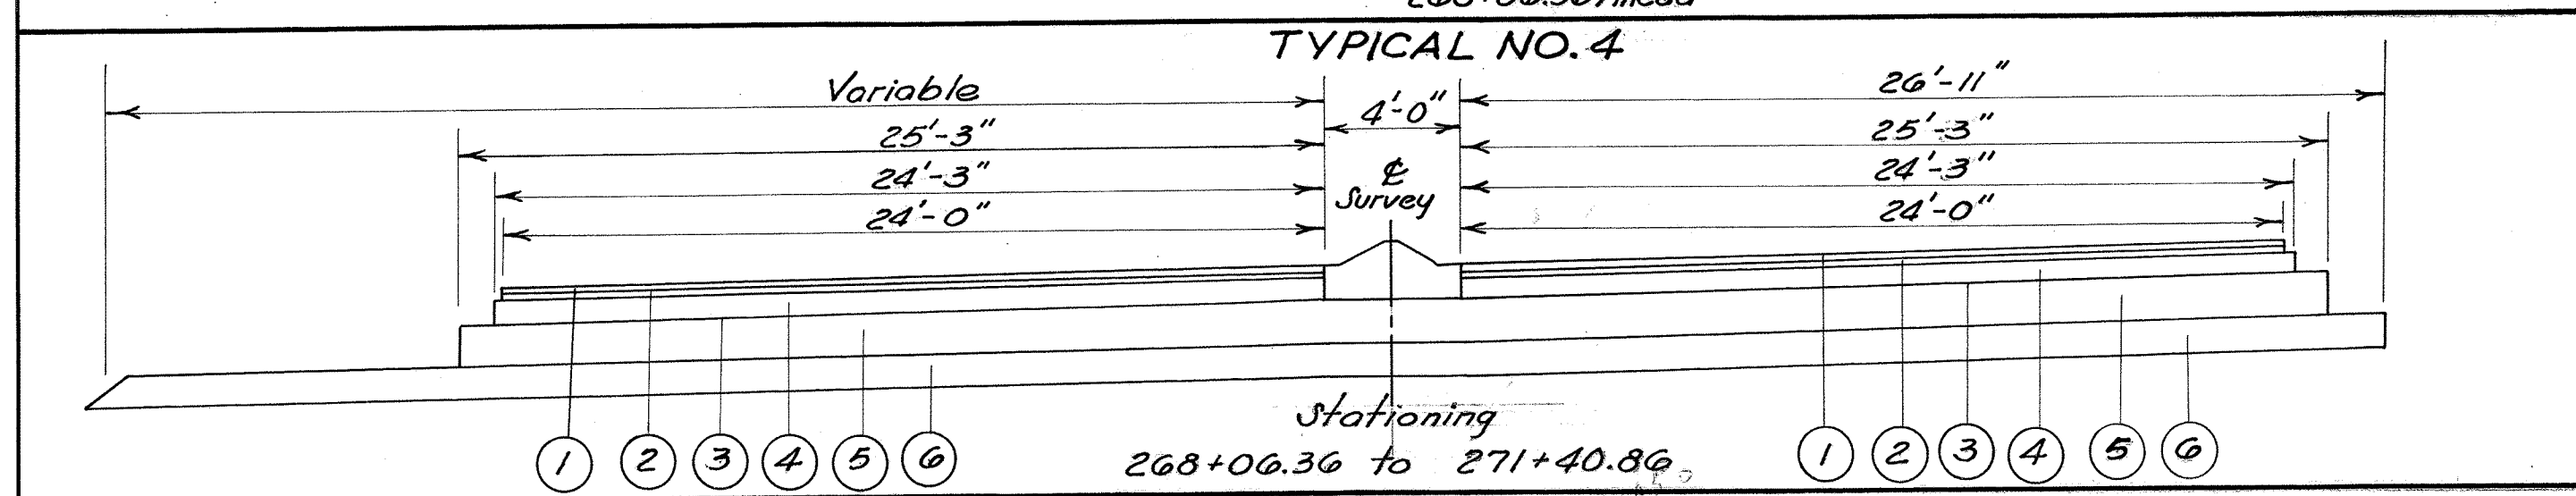 TYPICAL NO. 4
Variable
4'-0"
26'-11"
25'-3"
25'-3"
24'-3"
℄
Survey
24'-3"
24'-0"
24'-0"
Stationing
1 2 3 4 5 6
268+06.36 to 271+40.86
1 2 3 4 5 6